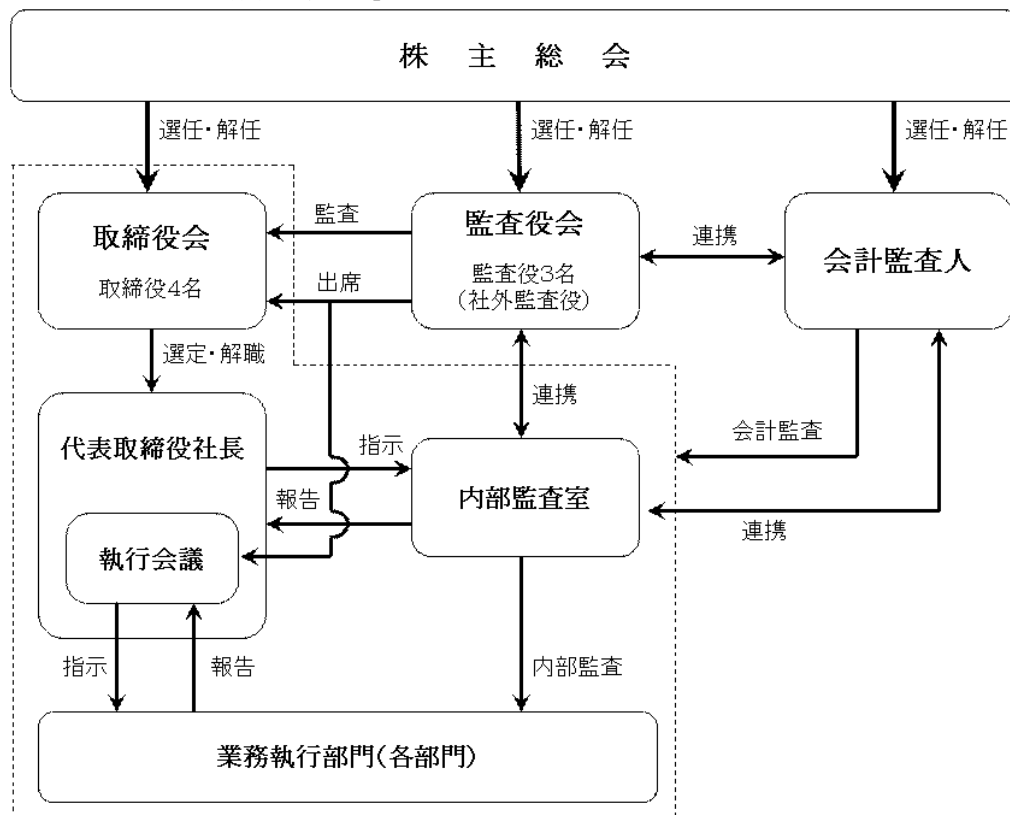 株 主 総 会
選任・解任
選任・解任
選任・解任
取締役会
取締役4名
監査
出席
監査役会
監査役3名
(社外監査役)
連携
会計監査人
選定・解職
連携
会計監査
代表取締役社長
指示
報告
内部監査室
連携
執行会議
指示
報告
内部監査
業務執行部門(各部門)